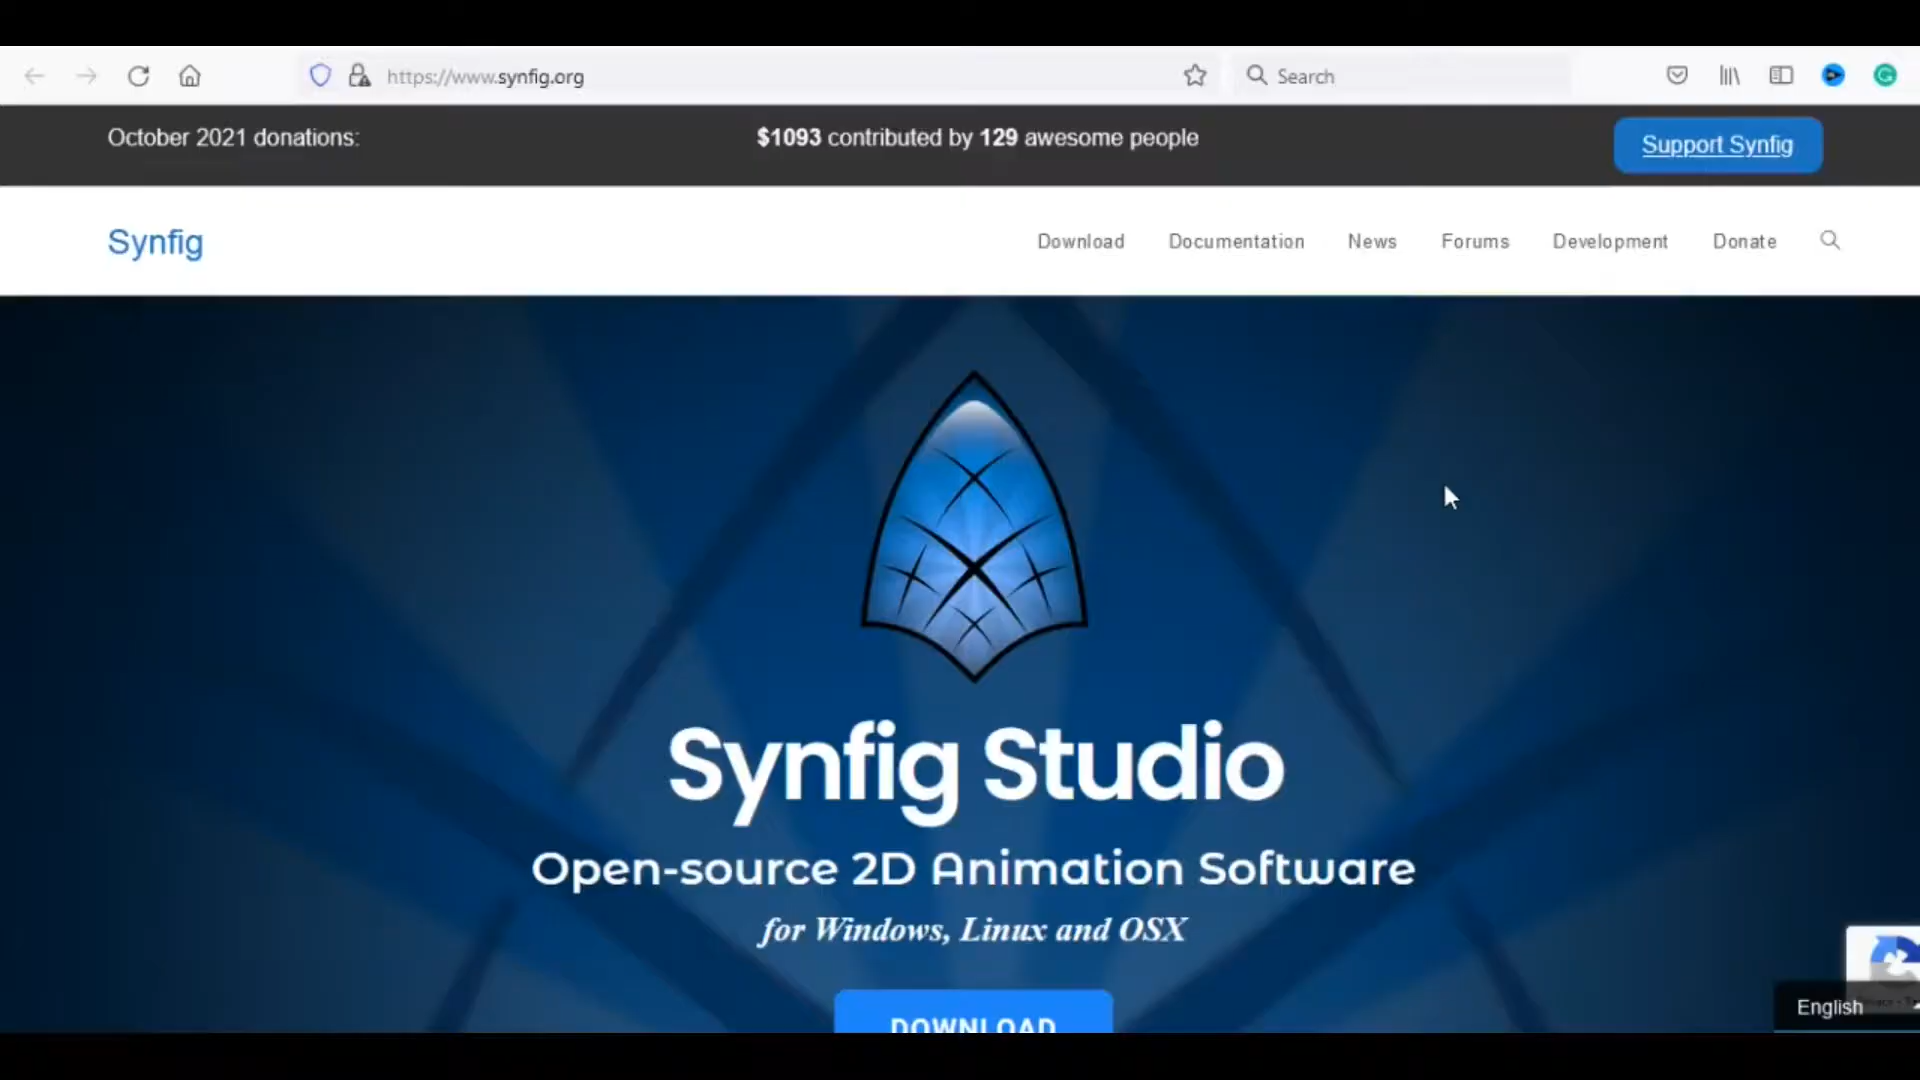 https://www.synfig.org
Search
October 2021 donations:
$1093 contributed by 129 awesome people
Support Synfig
Synfig
Download
Documentation
News
Forums
Development
Donate
Synfig Studio
Open-source 2D Animation Software
for Windows, Linux and OSX
DOWNLOAD
English